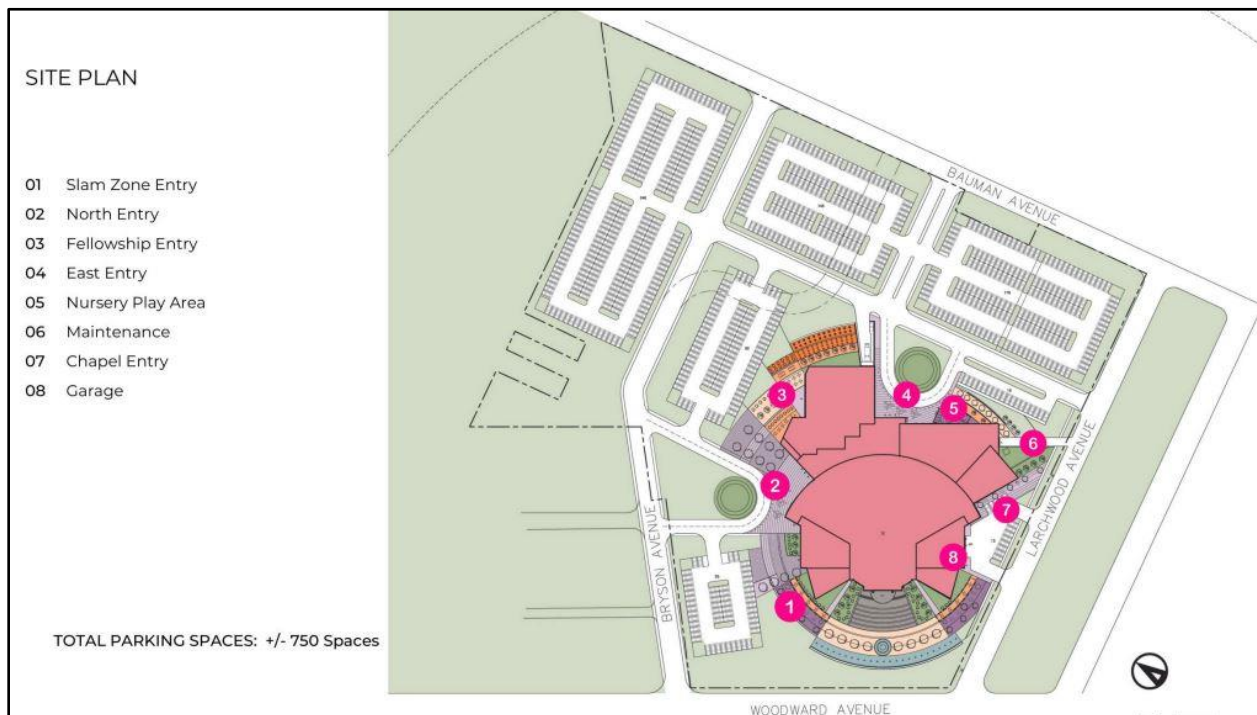 SITE PLAN
01 Slam Zone Entry
02 North Entry
03 Fellowship Entry
04 East Entry
05 Nursery Play Area
06 Maintenance
07 Chapel Entry
08 Garage
TOTAL PARKING SPACES: +/- 750 Spaces
BAUMAN AVENUE
3
4
5
6
2
7
LARCHWOOD AVENUE
8
BRYSON AVENUE
1
WOODWARD AVENUE